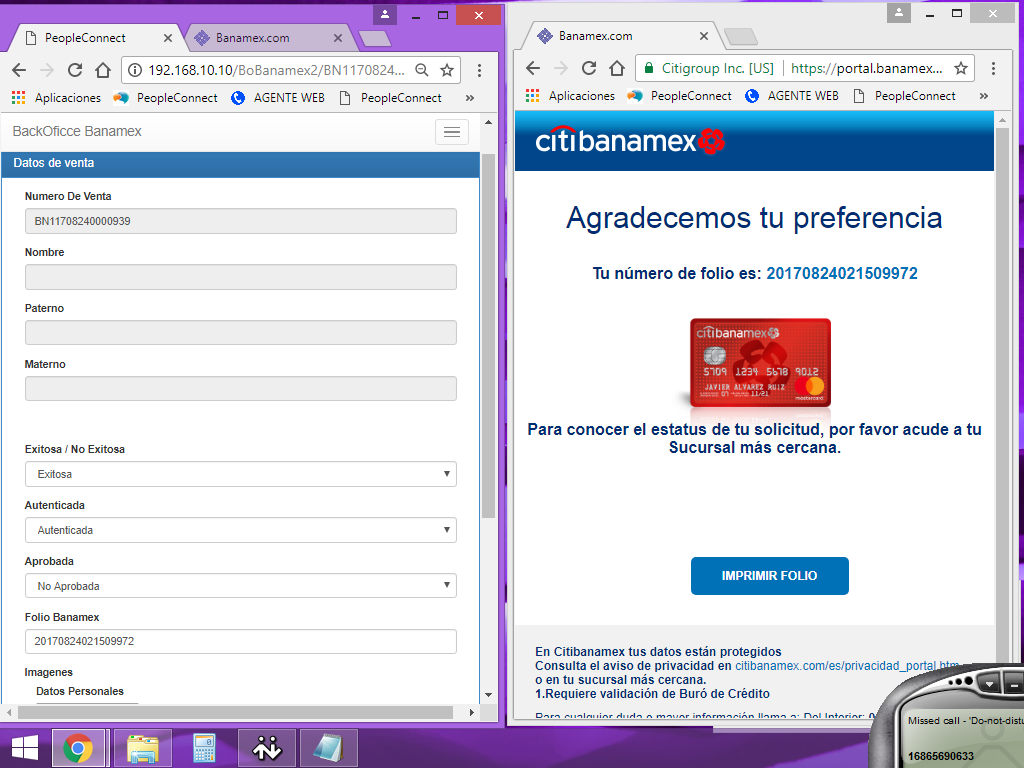 PeopleConnect
Banamex.com
192.168.10.10/BoBanamex2/BN1170824...
Aplicaciones
PeopleConnect
AGENTE WEB
PeopleConnect
»
BackOficce Banamex
Datos de venta
Numero De Venta
BN11708240000939
Nombre
Paterno
Materno
Exitosa / No Exitosa
Exitosa
Autenticada
Autenticada
Aprobada
No Aprobada
Folio Banamex
20170824021509972
Imagenes
Datos Personales
Banamex.com
Citigroup Inc. [US]
https://portal.banamex...
Aplicaciones
PeopleConnect
AGENTE WEB
PeopleConnect
»
citibanamex
Agradecemos tu preferencia
Tu número de folio es: 20170824021509972
citibanamex
5709 1234 5678 9012
07 11/21
JAVIER ALVAREZ RUIZ
mastercard
Para conocer el estatus de tu solicitud, por favor acude a tu
Sucursal más cercana.
IMPRIMIR FOLIO
En Citibanamex tus datos están protegidos
Consulta el aviso de privacidad en citibanamex.com/es/privacidad_portal.htm
o en tu sucursal más cercana.
1.Requiere validación de Buró de Crédito
Para cualquier duda o mayor información llama a: Del Interior:
Missed call - 'Do-not-distu
16865690633